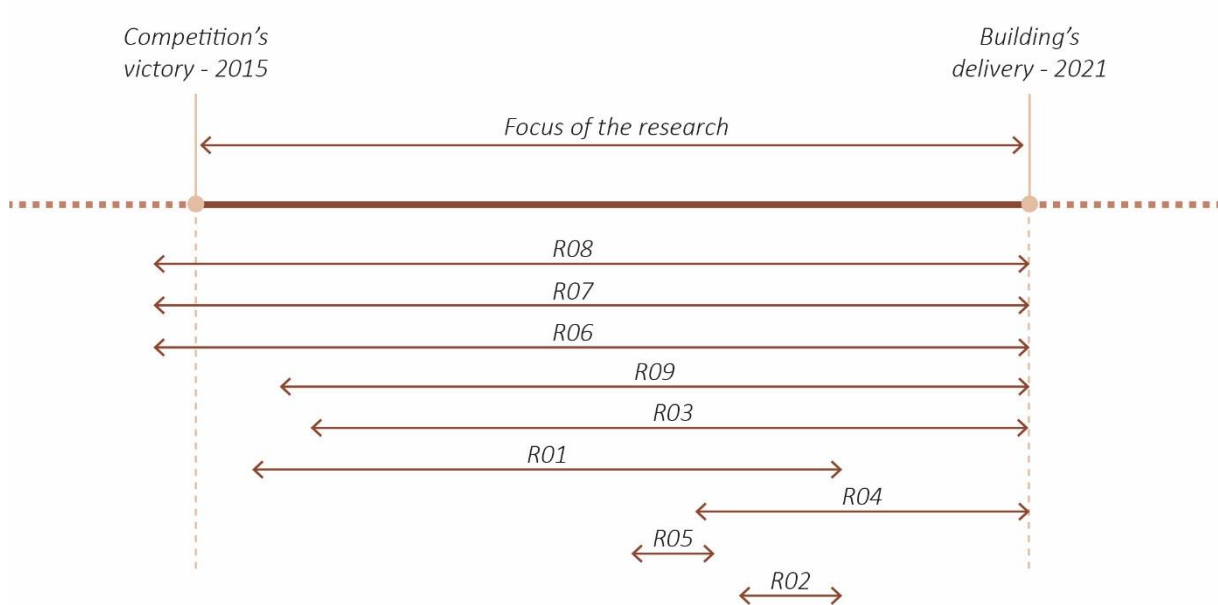 Competition's
victory - 2015
Building's
delivery - 2021
Focus of the research
R08
R07
R06
R09
R03
R01
R04
R05
R02